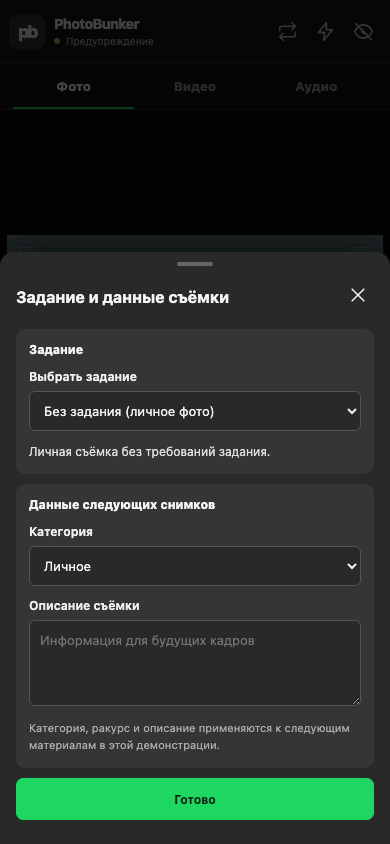 pb
PhotoBunker
Предупреждение
Фото
Видео
Аудио
Задание и данные съёмки
Задание
Выбрать задание
Без задания (личное фото)
Личная съёмка без требований задания.
Данные следующих снимков
Категория
Личное
Описание съёмки
Информация для будущих кадров
Категория, ракурс и описание применяются к следующим
материалам в этой демонстрации.
Готово